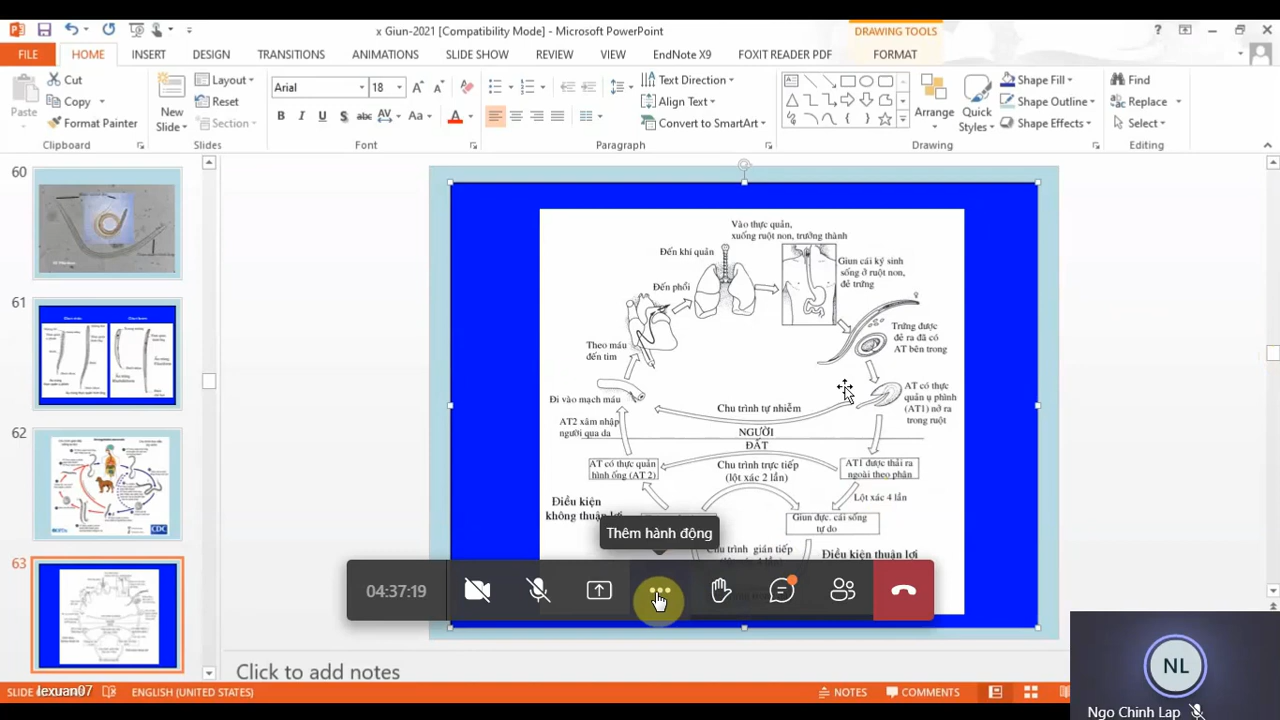 x Giun-2021 [Compatibility Mode] - Microsoft PowerPoint
DRAWING TOOLS
FILE
HOME
INSERT
DESIGN
TRANSITIONS
ANIMATIONS
SLIDE SHOW
REVIEW
VIEW
EndNote X9
FOXIT READER PDF
FORMAT
Paste
Cut
Copy
Format Painter
Clipboard
New
Slide
Layout
Reset
Section
Slides
Arial
18
Font
Text Direction
Align Text
Convert to SmartArt
Paragraph
Arrange
Quick
Styles
Shape Fill
Shape Outline
Shape Effects
Drawing
Find
Replace
Select
Editing
60
61
62
CDC
63
Vào thực quản,
xuống ruột non, trưởng thành
Đến khí quản
Giun cái ký sinh
sống ở ruột non,
đẻ trứng
Đến phổi
Trứng được
đẻ ra đã có
AT bên trong
Theo máu
đến tim
AT có thực
quản ụ phình
(AT1) nở ra
trong ruột
Đi vào mạch máu
Chu trình tự nhiễm
AT2 xâm nhập
người qua da
NGƯỜI
ĐẤT
AT có thực quản
hình ống (AT 2)
Chu trình trực tiếp
(lột xác 2 lần)
AT1 được thải ra
ngoài theo phân
Lột xác 4 lần
Điều kiện
không thuận
Giun đực, cái sống
tự do
Chu trình gián tiếp
Điều kiện thuận lợi
Thêm hành động
04:37:19
Click to add notes
NL
Ngo Chinh Lap
SLIDE
lexuan07
ENGLISH (UNITED STATES)
NOTES
COMMENTS